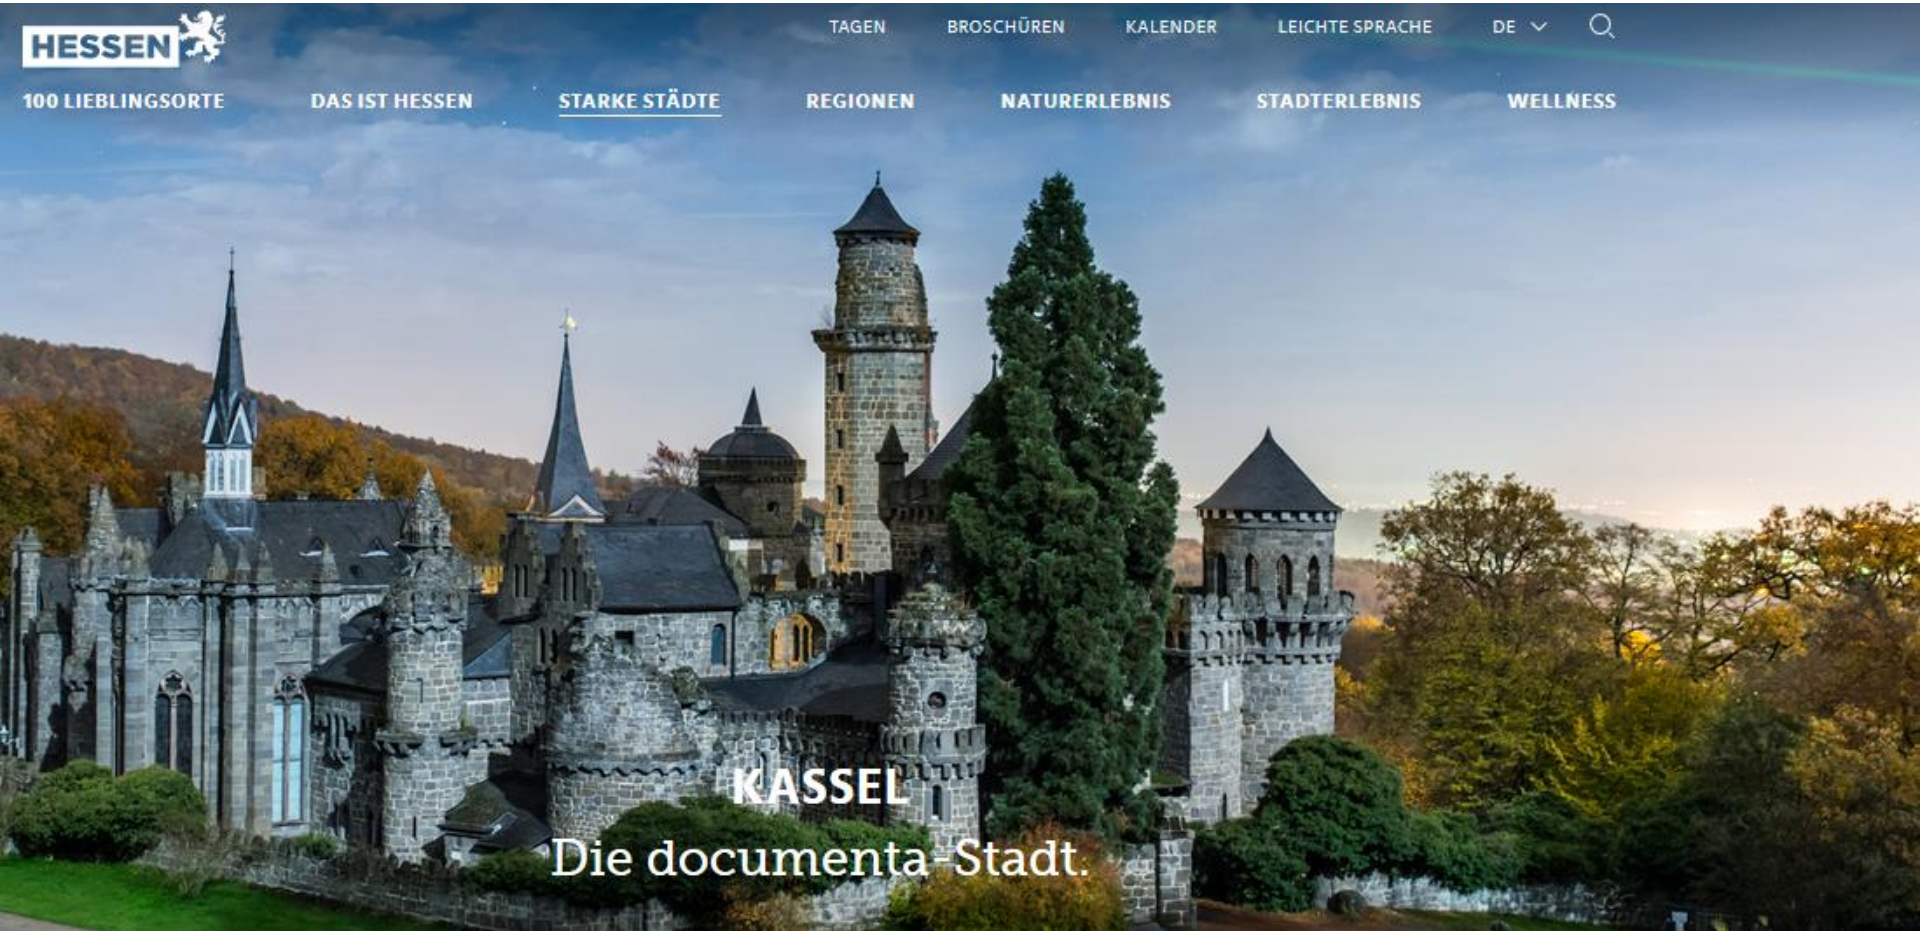 HESSEN
TAGEN BROSCHÜREN KALENDER LEICHTE SPRACHE DE
100 LIEBLINGSORTE DAS IST HESSEN STARKE STÄDTE REGIONEN NATURERLEBNIS STADTERLEBNIS WELLNESS
KASSEL
Die documenta-Stadt.